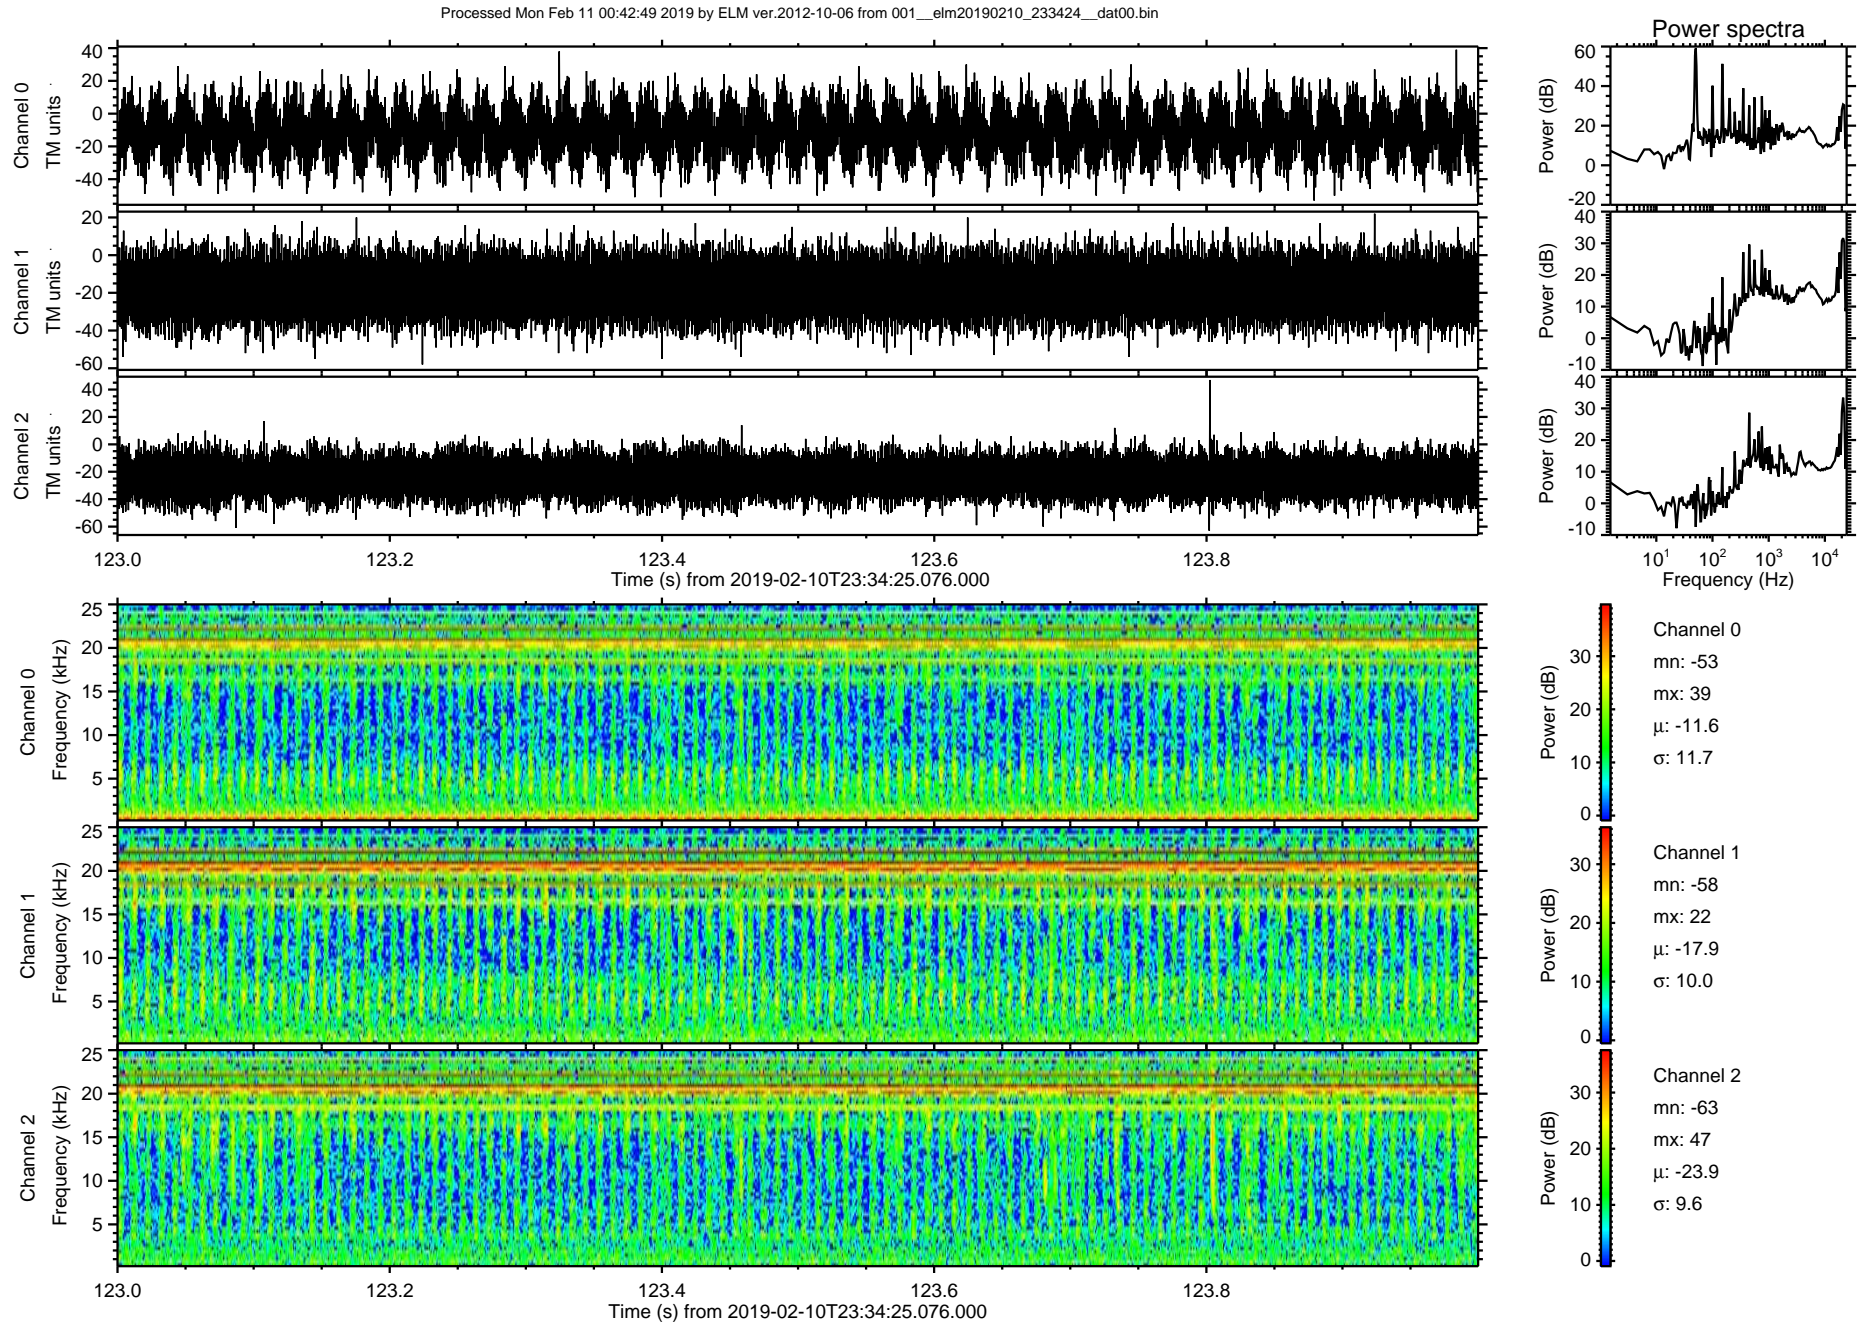 Processed Mon Feb 11 00:42:49 2019 by ELM ver.2012-10-06 from 001__elm20190210_233424__dat00.bin
Power spectra
Channel 0
TM units
40
20
0
-20
-40
Power (dB)
60
40
20
0
-20
Channel 1
TM units
20
0
-20
-40
-60
Power (dB)
40
30
20
10
0
-10
Channel 2
TM units
40
20
0
-20
-40
-60
Power (dB)
40
30
20
10
0
-10
123.0 123.2 123.4 123.6 123.8
Time (s) from 2019-02-10T23:34:25.076.000
10^1 10^2 10^3 10^4
Frequency (Hz)
Channel 0
Frequency (kHz)
25
20
15
10
5
Power (dB)
30
20
10
0
Channel 0
mn: -53
mx: 39
μ: -11.6
σ: 11.7
Channel 1
Frequency (kHz)
25
20
15
10
5
Power (dB)
30
20
10
0
Channel 1
mn: -58
mx: 22
μ: -17.9
σ: 10.0
Channel 2
Frequency (kHz)
25
20
15
10
5
Power (dB)
30
20
10
0
Channel 2
mn: -63
mx: 47
μ: -23.9
σ: 9.6
123.0 123.2 123.4 123.6 123.8
Time (s) from 2019-02-10T23:34:25.076.000